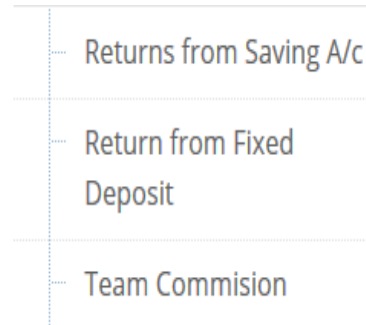 Returns from Saving A/c
Return from Fixed
Deposit
Team Commision